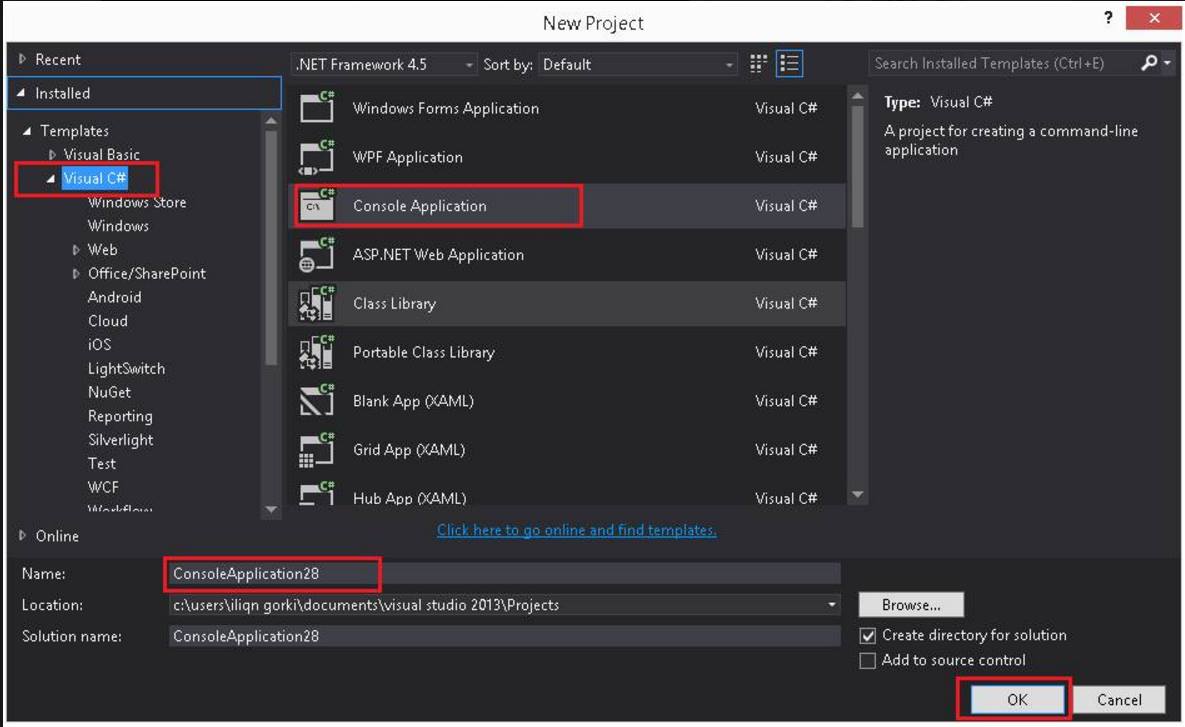 New Project
?
Recent
Installed
Templates
Visual Basic
Visual C#
Windows Store
Windows
Web
Office/SharePoint
Android
Cloud
iOS
LightSwitch
NuGet
Reporting
Silverlight
Test
WCF
Workflow
Online
.NET Framework 4.5 Sort by: Default
C# Windows Forms Application Visual C#
C# WPF Application Visual C#
C# C:\ Console Application Visual C#
C# ASP.NET Web Application Visual C#
C# Class Library Visual C#
C# Portable Class Library Visual C#
C# Blank App (XAML) Visual C#
C# Grid App (XAML) Visual C#
C# Hub App (XAML) Visual C#
Click here to go online and find templates.
Search Installed Templates (Ctrl+E)
Type: Visual C#
A project for creating a command-line
application
Name: ConsoleApplication28
Location: c:\users\iliqn gorki\documents\visual studio 2013\Projects Browse...
Solution name: ConsoleApplication28
Create directory for solution
Add to source control
OK Cancel